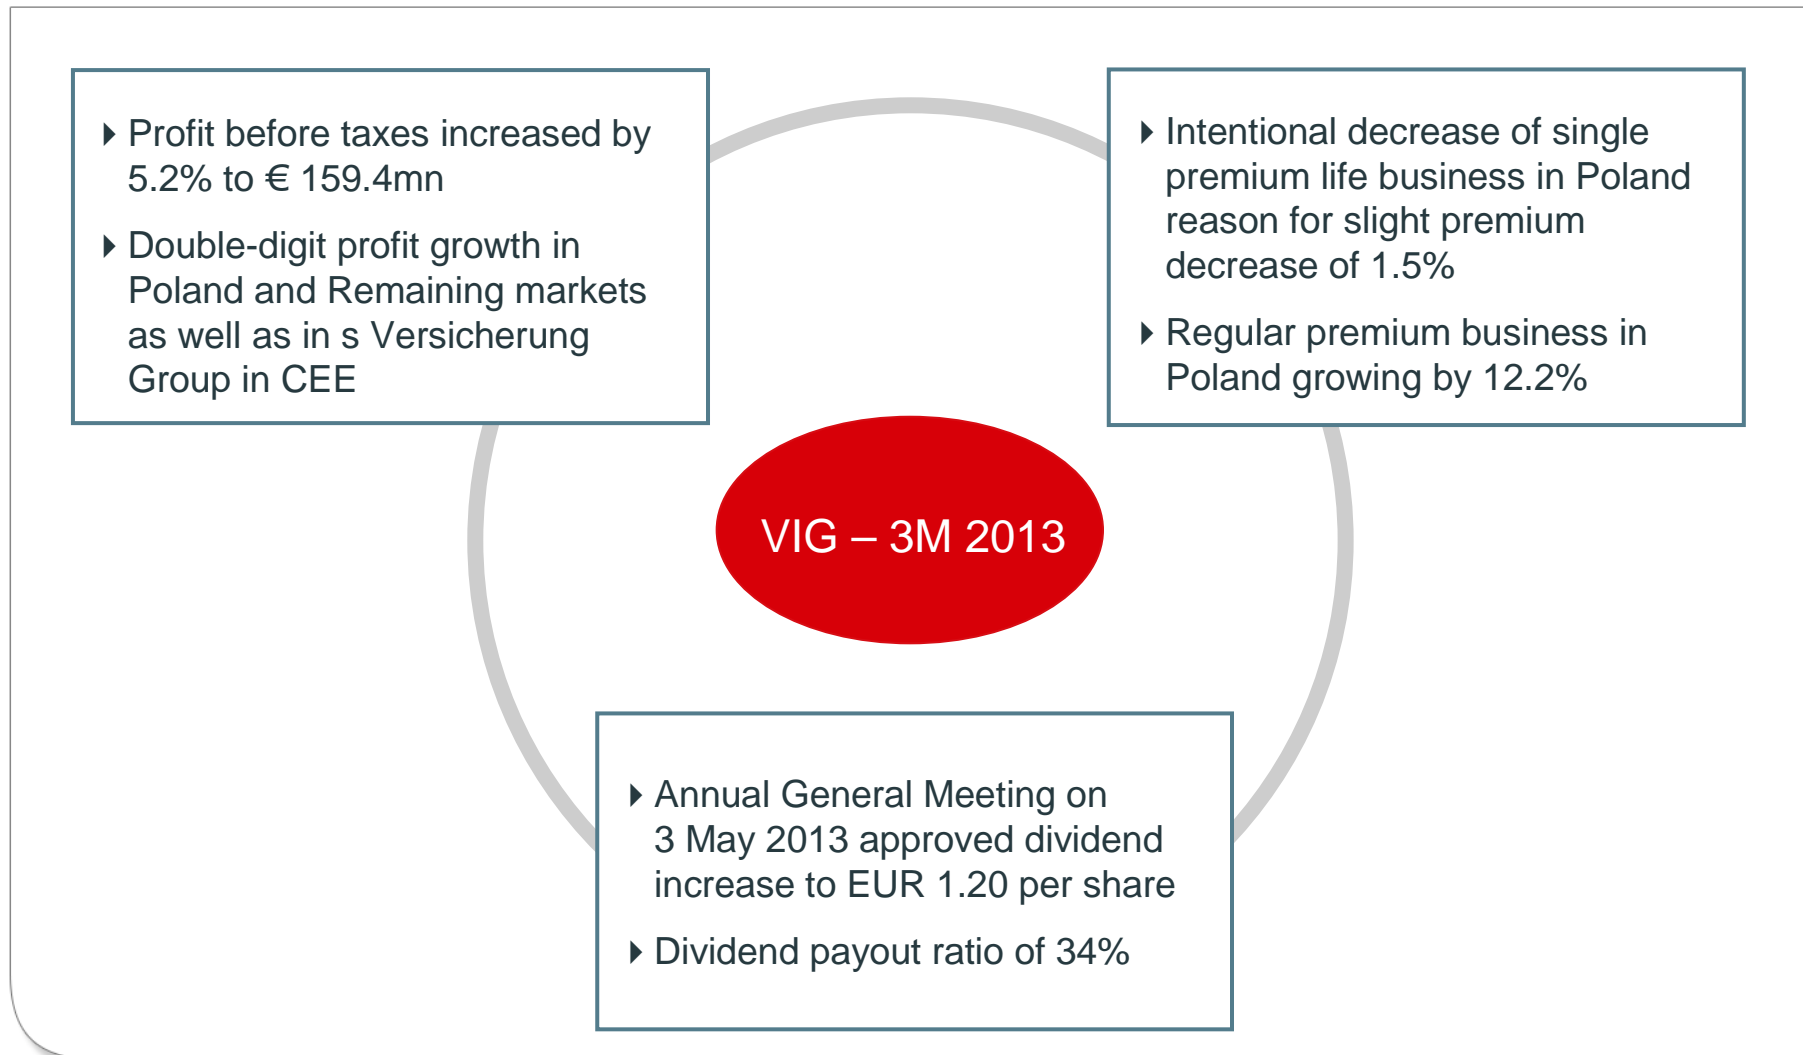 Profit before taxes increased by
5.2% to € 159.4mn
Double-digit profit growth in
Poland and Remaining markets
as well as in s Versicherung
Group in CEE
Intentional decrease of single
premium life business in Poland
reason for slight premium
decrease of 1.5%
Regular premium business in
Poland growing by 12.2%
VIG – 3M 2013
Annual General Meeting on
3 May 2013 approved dividend
increase to EUR 1.20 per share
Dividend payout ratio of 34%